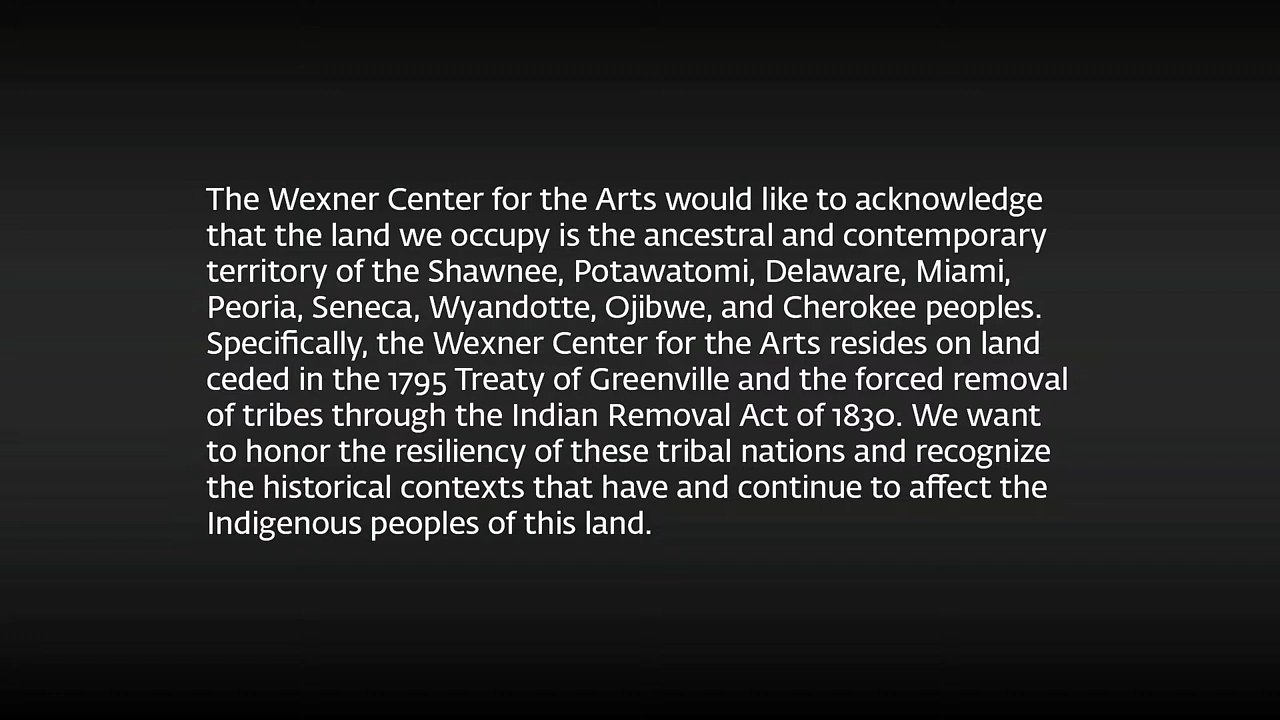 The Wexner Center for the Arts would like to acknowledge
that the land we occupy is the ancestral and contemporary
territory of the Shawnee, Potawatomi, Delaware, Miami,
Peoria, Seneca, Wyandotte, Ojibwe, and Cherokee peoples.
Specifically, the Wexner Center for the Arts resides on land
ceded in the 1795 Treaty of Greenville and the forced removal
of tribes through the Indian Removal Act of 1830. We want
to honor the resiliency of these tribal nations and recognize
the historical contexts that have and continue to affect the
Indigenous peoples of this land.